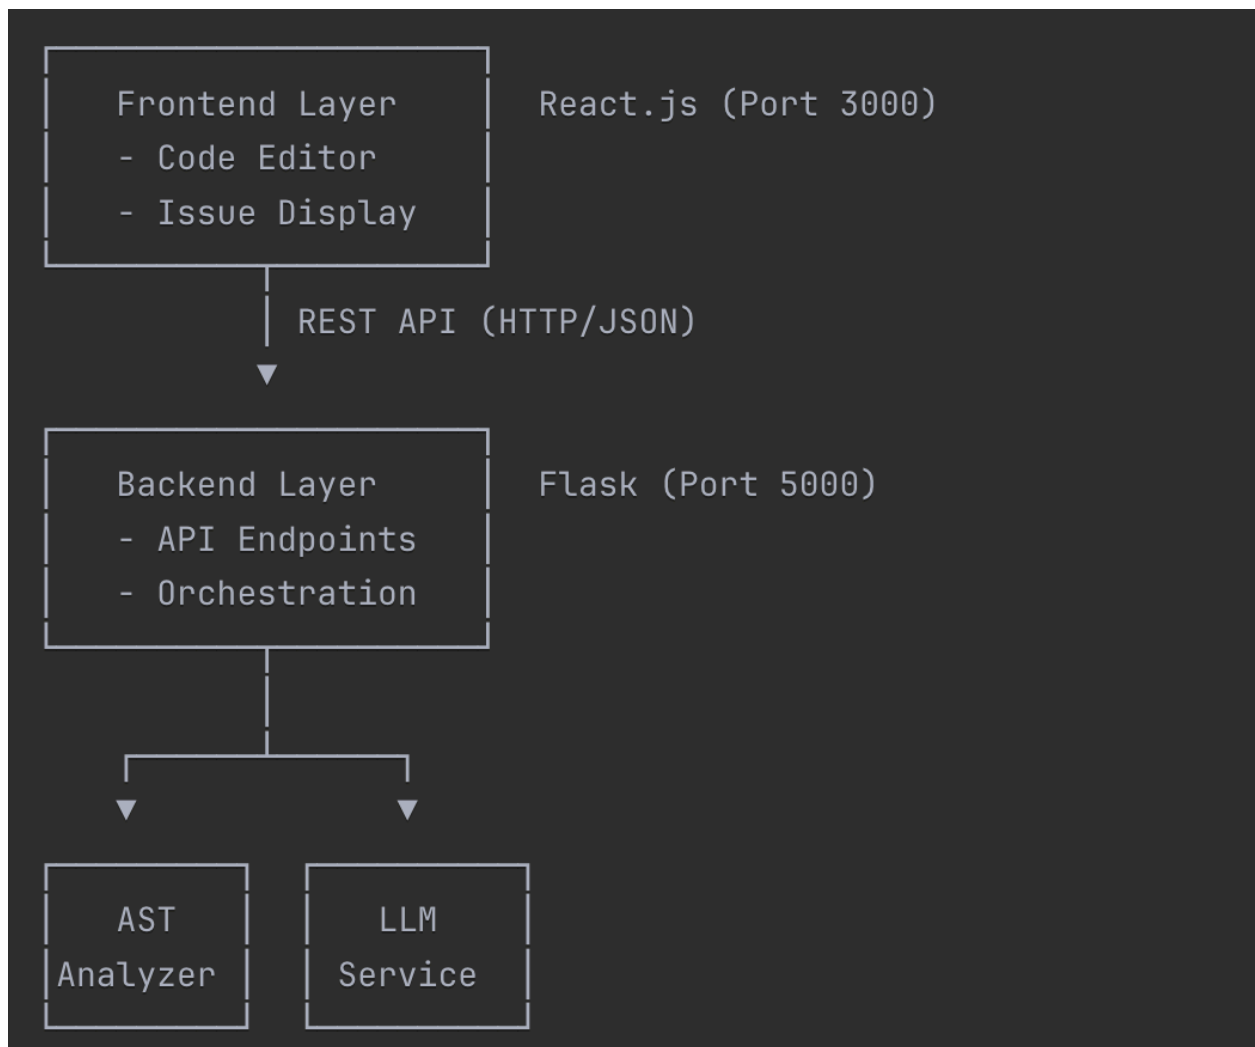 Frontend Layer React.js (Port 3000)
- Code Editor
- Issue Display
REST API (HTTP/JSON)
Backend Layer Flask (Port 5000)
- API Endpoints
- Orchestration
AST LLM
Analyzer Service